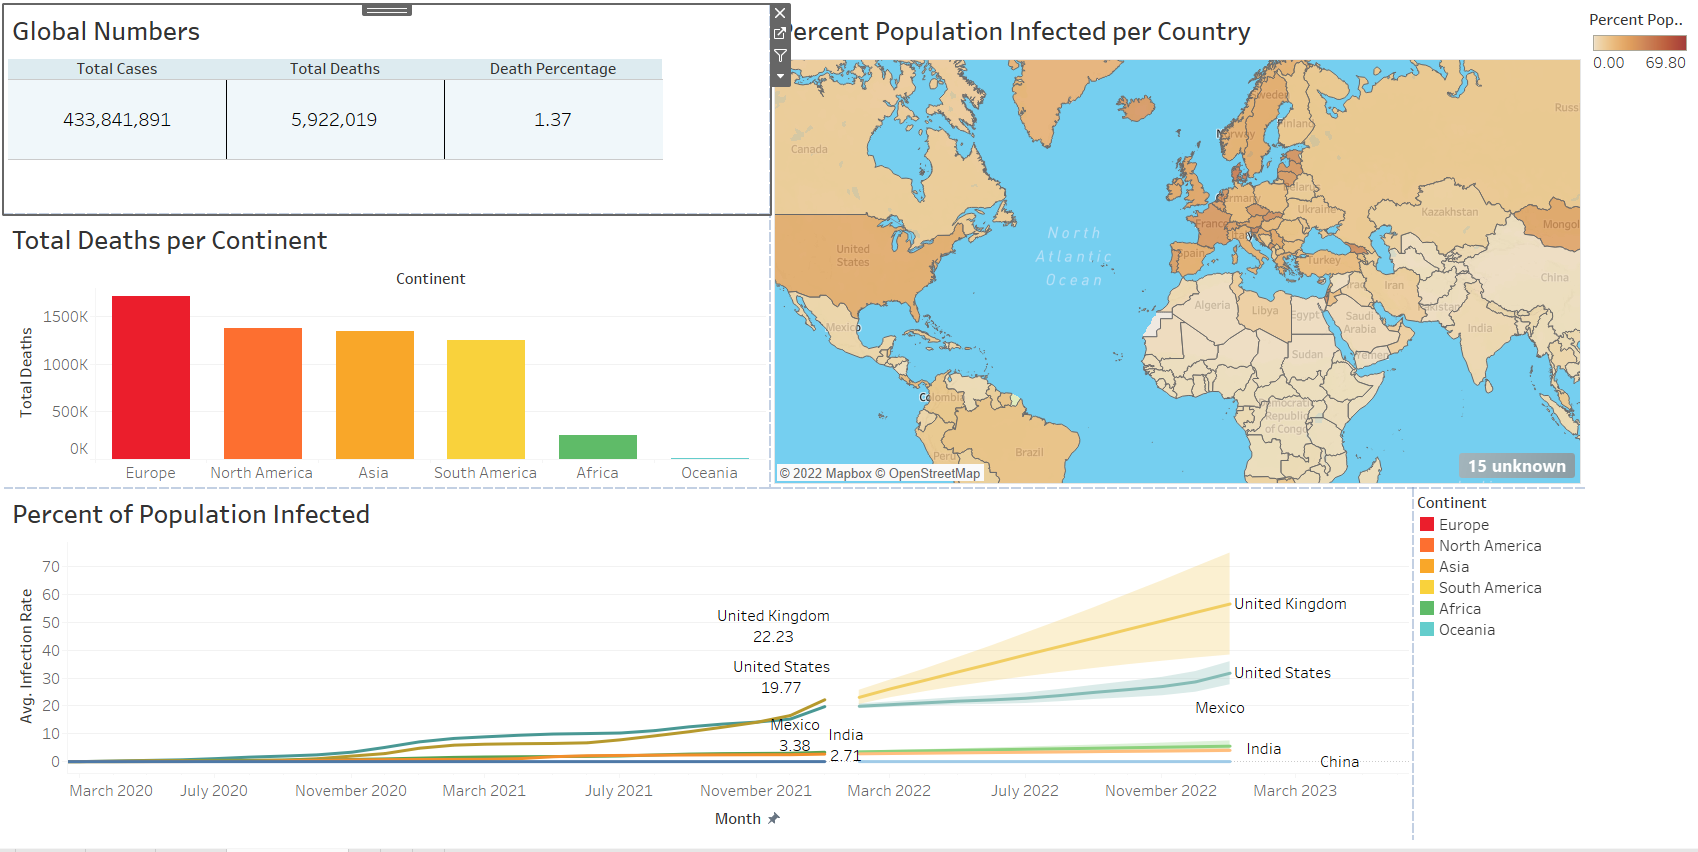 Global Numbers
Total Cases Total Deaths Death Percentage
433,841,891 5,922,019 1.37
Total Deaths per Continent
Continent
Total Deaths
1500K
1000K
500K
0K
Europe North America Asia South America Africa Oceania
Percent Population Infected per Country
Percent Pop..
0.00 69.80
Canada
United
States
Mexico
Colombia
Peru
Brazil
North
Atlantic
Ocean
Sweden
Norway
Finland
Russ
Belarus
Germany
Ukraine
France
Spain
Turkey
Kazakhstan
Mongol
China
Iraq
Iran
Algeria
Libya
Egypt
Saudi
Arabia
Pakistan
India
Sudan
Yemen
Democratic
Republic
of Congo
© 2022 Mapbox © OpenStreetMap
15 unknown
Percent of Population Infected
Avg. Infection Rate
70
60
50
40
30
20
10
0
United Kingdom
22.23
United States
19.77
Mexico
3.38
India
2.71
United Kingdom
United States
Mexico
India
China
March 2020 July 2020 November 2020 March 2021 July 2021 November 2021 March 2022 July 2022 November 2022 March 2023
Month
Continent
Europe
North America
Asia
South America
Africa
Oceania